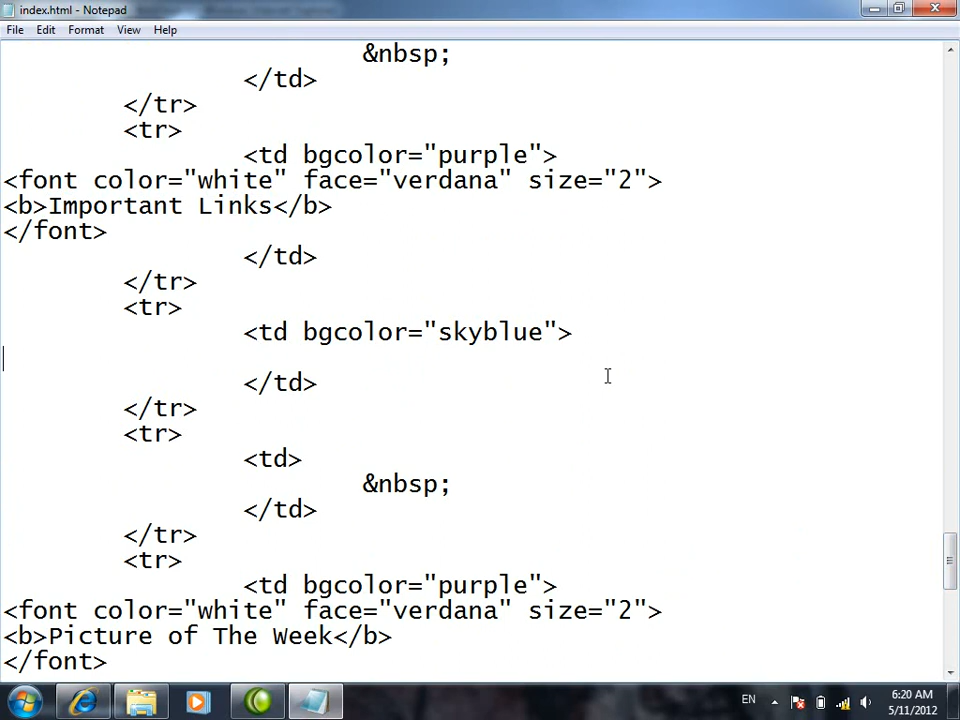 index.html - Notepad
File Edit Format View Help
&nbsp;
</td>
</tr>
<tr>
<td bgcolor="purple">
<font color="white" face="verdana" size="2">
<b>Important Links</b>
</font>
</td>
</tr>
<tr>
<td bgcolor="skyblue">
</td>
</tr>
<tr>
<td>
&nbsp;
</td>
</tr>
<tr>
<td bgcolor="purple">
<font color="white" face="verdana" size="2">
<b>Picture of The Week</b>
</font>
EN
6:20 AM
5/11/2012